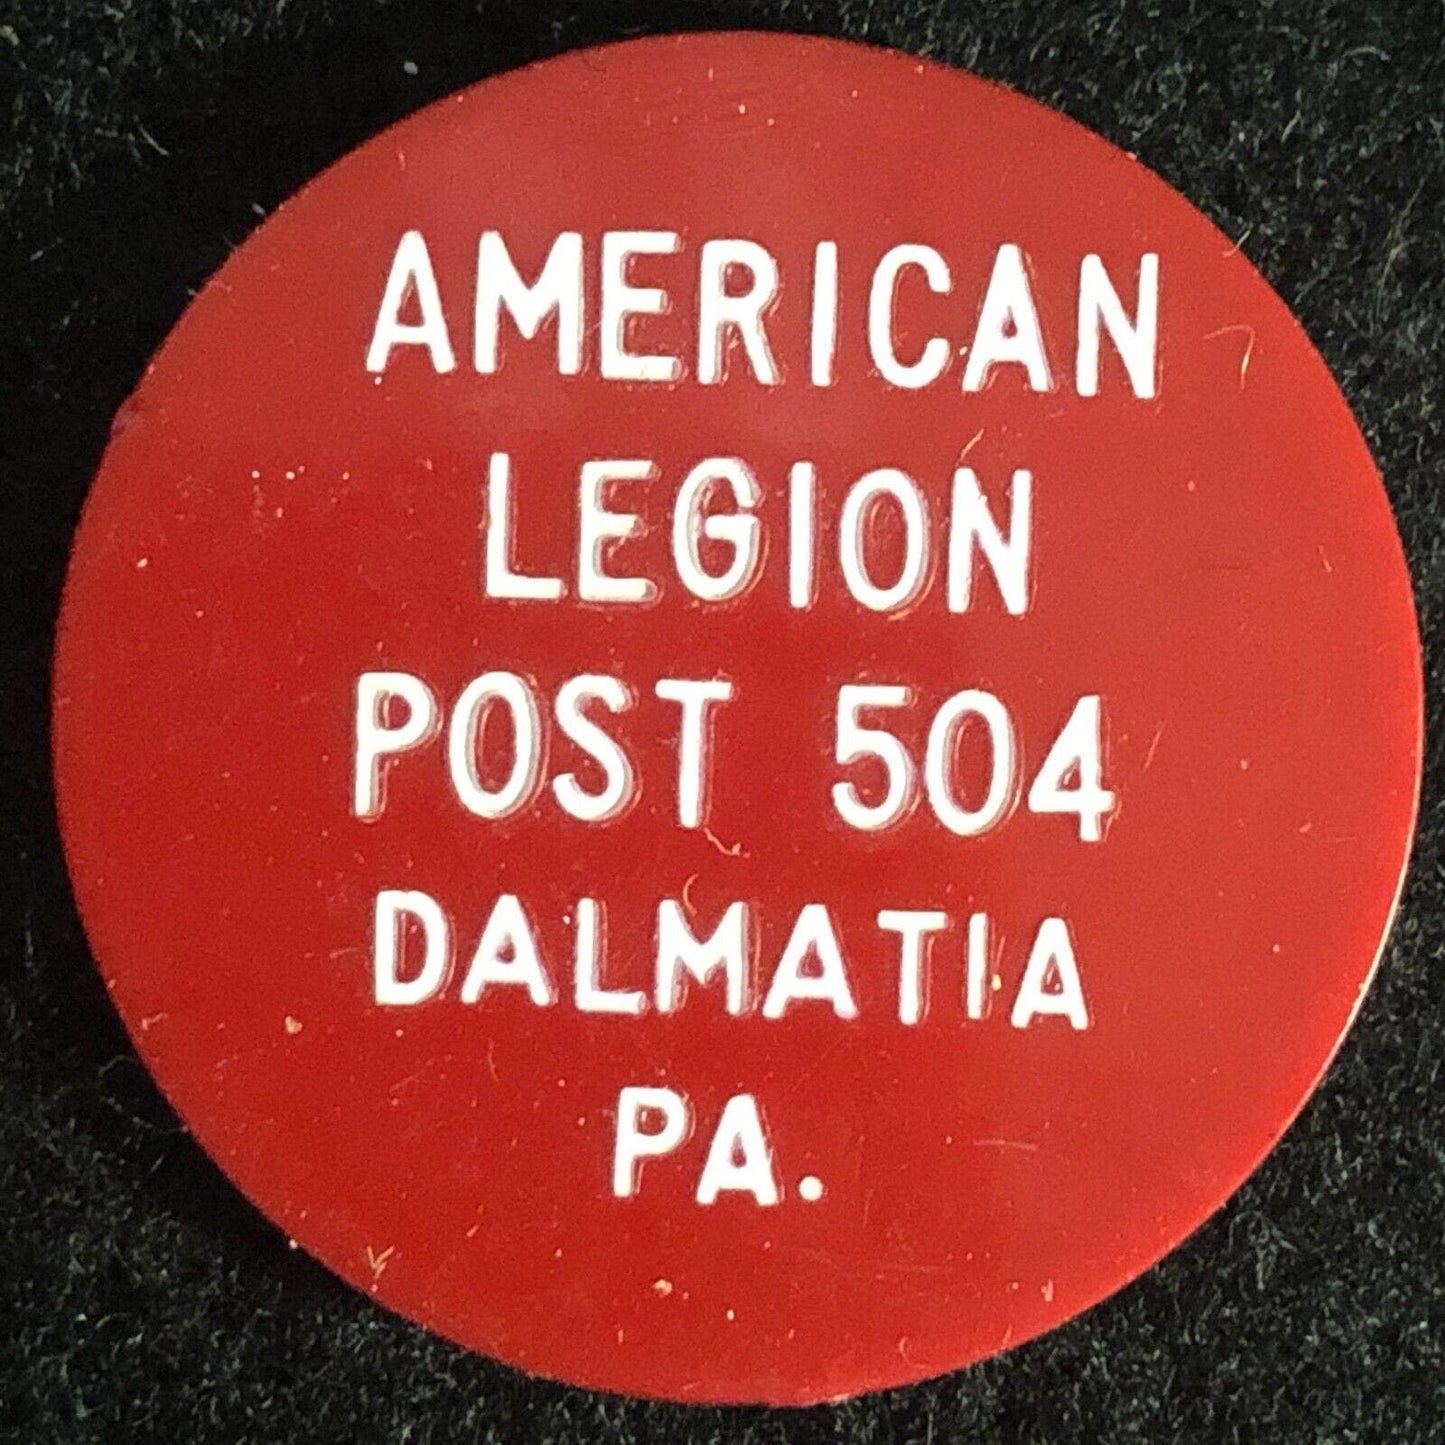 AMERICAN
LEGION
POST 504
DALMATIA
PA.